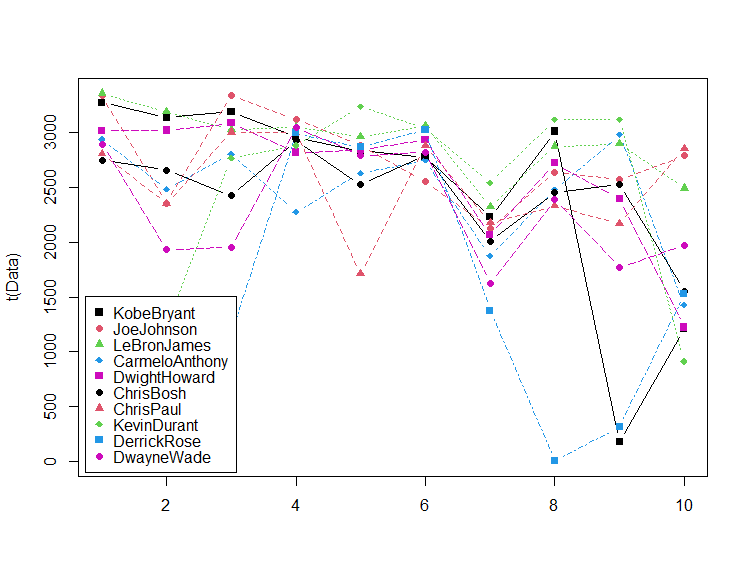 3000
2500
2000
1500
1000
500
0
t(Data)
KobeBryant
JoeJohnson
LeBronJames
CarmeloAnthony
DwightHoward
ChrisBosh
ChrisPaul
KevinDurant
DerrickRose
DwayneWade
2 4 6 8 10